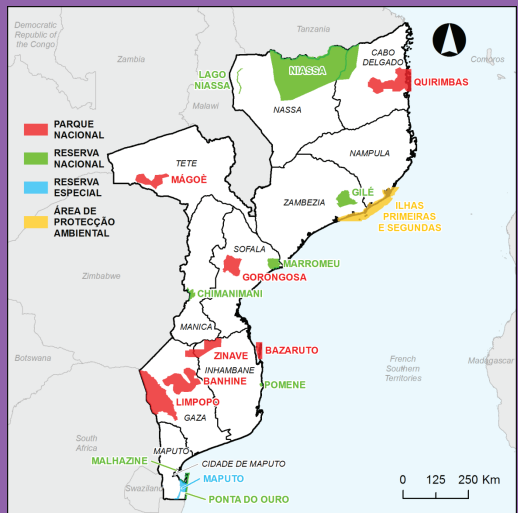 Democratic
Republic of
the Congo
Tanzania
Zambia
Comoros
CABO
DELGADO
LAGO
NIASSA
NIASSA
QUIRIMBAS
Malawi
NASSA
PARQUE
NACIONAL
RESERVA
NACIONAL
RESERVA
ESPECIAL
ÁREA DE
PROTECÇÃO
AMBIENTAL
TETE
MÁGOÈ
NAMPULA
GILÉ
ZAMBEZIA
ILHAS
PRIMEIRAS
E SEGUNDAS
SOFALA
MARROMEU
GORONGOSA
Zimbabwe
CHIMANIMANI
MANICA
ZINAVE
BAZARUTO
Botswana
French
Southern
Territories
Madagascar
INHAMBANE
BANHINE
POMENE
LIMPOPO
GAZA
South
Africa
MAPUTO
MALHAZINE
CIDADE DE MAPUTO
MAPUTO
Swaziland
PONTA DO OURO
0 125 250 Km